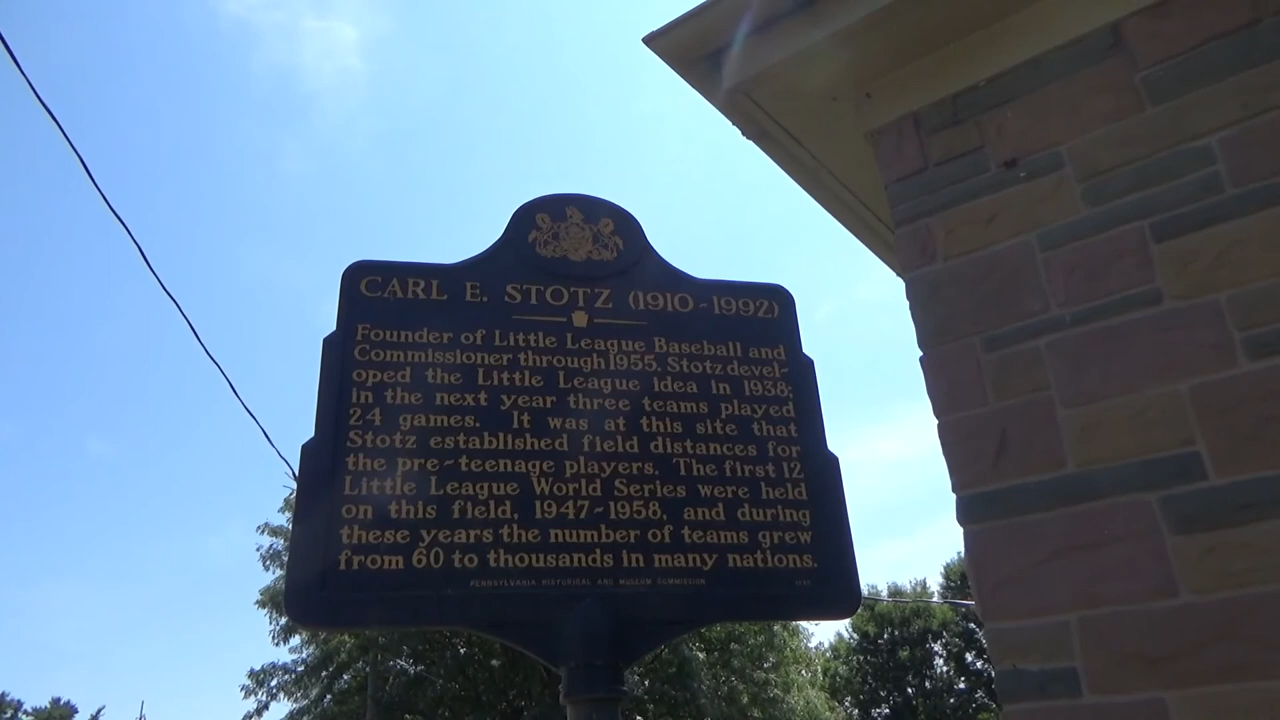 CARL E. STOTZ (1910-1992)
Founder of Little League Baseball and
Commissioner through 1955. Stotz devel-
oped the Little League idea in 1938;
in the next year three teams played
24 games. It was at this site that
Stotz established field distances for
the pre-teenage players. The first 12
Little League World Series were held
on this field, 1947-1958, and during
these years the number of teams grew
from 60 to thousands in many nations.
PENNSYLVANIA HISTORICAL AND MUSEUM COMMISSION